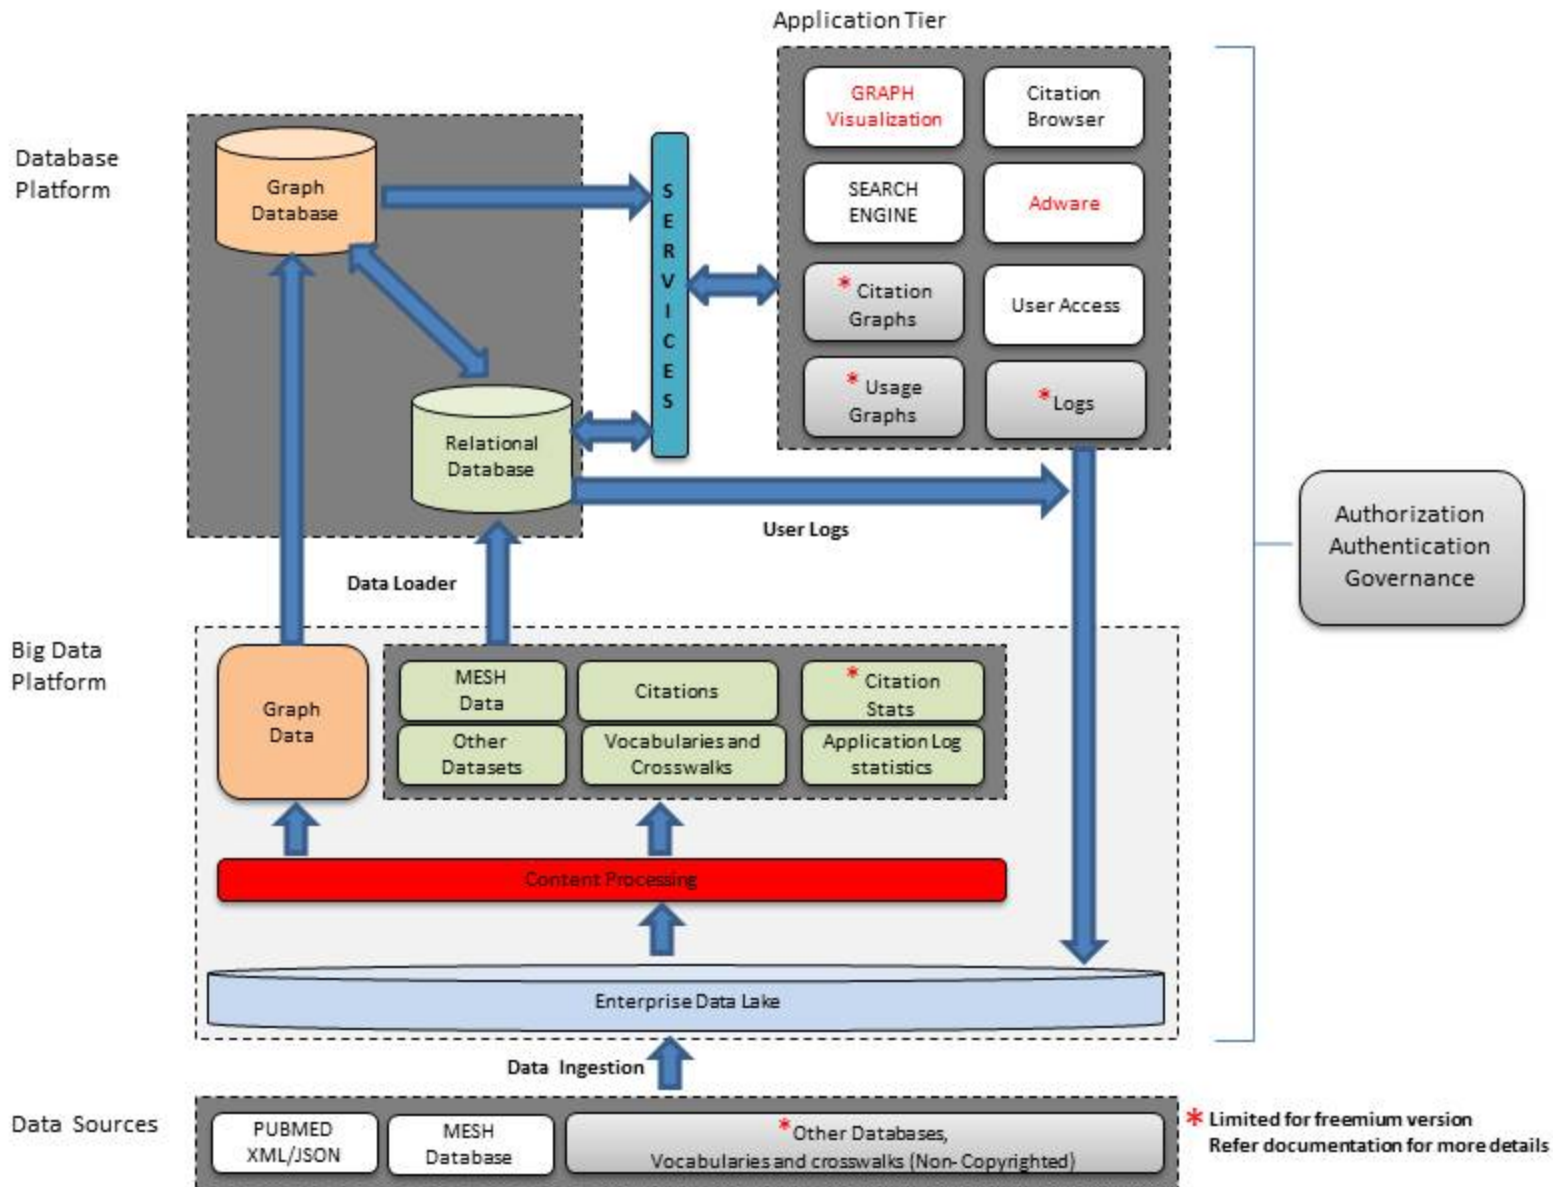 Application Tier
GRAPH
Visualization
Citation
Browser
SEARCH
ENGINE
Adware
* Citation
Graphs
User Access
* Usage
Graphs
*Logs
Database
Platform
Graph
Database
Relational
Database
SERVICES
User Logs
Data Loader
Authorization
Authentication
Governance
Big Data
Platform
Graph
Data
MESH
Data
Citations
* Citation
Stats
Other
Datasets
Vocabularies and
Crosswalks
Application Log
statistics
Content Processing
Enterprise Data Lake
Data Ingestion
Data Sources
PUBMED
XML/JSON
MESH
Database
*Other Databases,
Vocabularies and crosswalks (Non-Copyrighted)
* Limited for freemium version
Refer documentation for more details